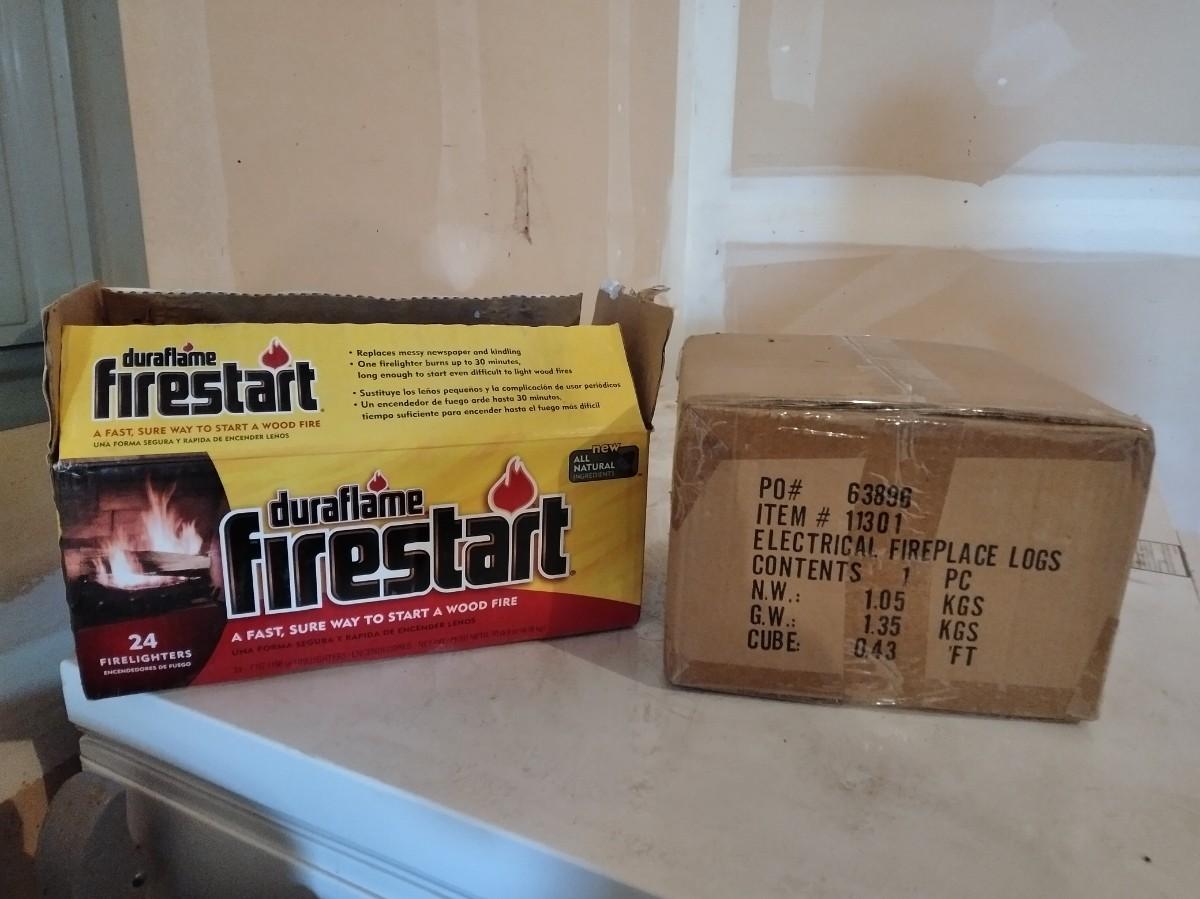 duraflame
firestart
A FAST, SURE WAY TO START A WOOD FIRE
UNA FORMA SEGURA Y RAPIDA DE ENCENDER LENOS
• Replaces messy newspaper and kindling
• One firelighter burns up to 30 minutes,
long enough to start even difficult to light wood fires
• Sustituye los leños pequeños y la complicación de usar periódicos
• Un encendedor de fuego arde hasta 30 minutos,
tiempo suficiente para encender hasta el fuego más difícil
new
ALL
NATURAL
INGREDIENTS
duraflame
firestart
A FAST, SURE WAY TO START A WOOD FIRE
UNA FORMA SEGURA Y RAPIDA DE ENCENDER LENOS
24
FIRELIGHTERS
ENCENDEDORES DE FUEGO
PO# 63896
ITEM # 11301
ELECTRICAL FIREPLACE LOGS
CONTENTS 1 PC
N.W.: 1.05 KGS
G.W.: 1.35 KGS
CUBE: 0.43 'FT